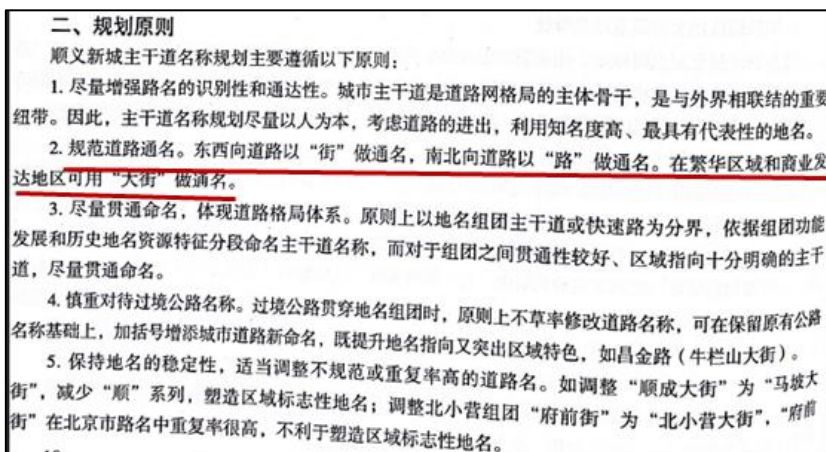 二、规划原则
顺义新城主干道名称规划主要遵循以下原则：
1. 尽量增强路名的识别性和通达性。城市主干道是道路网格局的主体骨干，是与外界相联结的重要
纽带。因此，主干道名称规划尽量以人为本，考虑道路的进出，利用知名度高、最具有代表性的地名。
2. 规范道路通名。东西向道路以“街”做通名，南北向道路以“路”做通名。在繁华区域和商业发
达地区可用“大街”做通名。
3. 尽量贯通命名，体现道路格局体系。原则上以地名组团主干道或快速路为分界，依据组团功能
发展和历史地名资源特征分段命名主干道名称，而对于组团之间贯通性较好、区域指向十分明确的主干
道，尽量贯通命名。
4. 慎重对待过境公路名称。过境公路贯穿地名组团时，原则上不草率修改道路名称，可在保留原有公路
名称基础上，加括号增添城市道路新命名，既提升地名指向又突出区域特色，如昌金路（牛栏山大街）。
5. 保持地名的稳定性，适当调整不规范或重复率高的道路名。如调整“顺成大街”为“马坡大
街”，减少“顺”系列，塑造区域标志性地名；调整北小营组团“府前街”为“北小营大街”，“府前
街”在北京市路名中重复率很高，不利于塑造区域标志性地名。